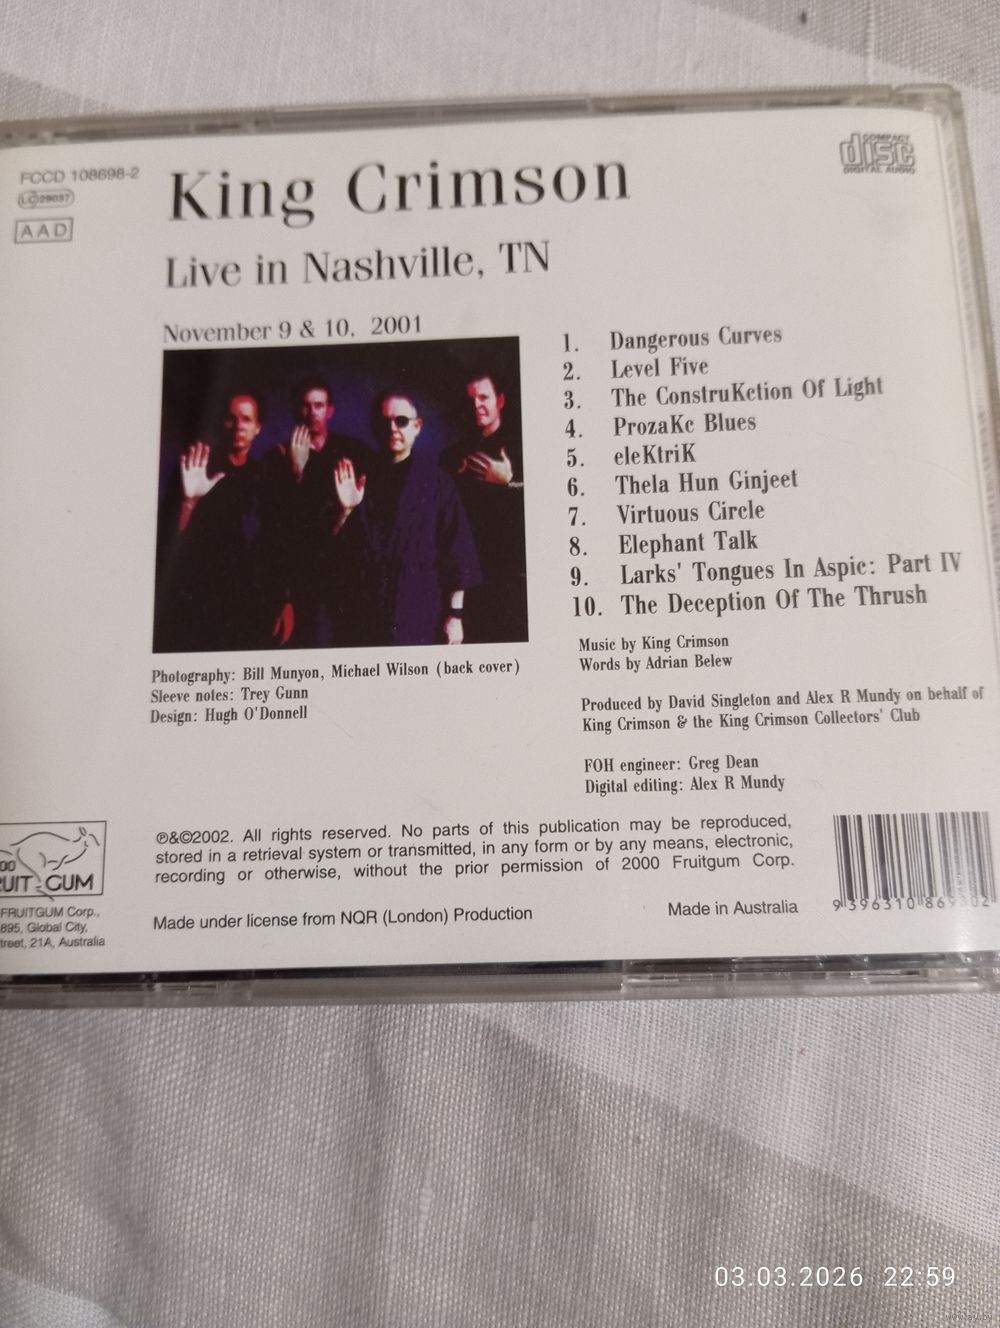 FCCD 108698-2
LC 29057
AAD
COMPACT
disc
DIGITAL AUDIO
King Crimson
Live in Nashville, TN
November 9 & 10, 2001
1. Dangerous Curves
2. Level Five
3. The ConstruKction Of Light
4. ProzaKc Blues
5. eleKtriK
6. Thela Hun Ginjeet
7. Virtuous Circle
8. Elephant Talk
9. Larks' Tongues In Aspic: Part IV
10. The Deception Of The Thrush
Photography: Bill Munyon, Michael Wilson (back cover)
Sleeve notes: Trey Gunn
Design: Hugh O'Donnell
Music by King Crimson
Words by Adrian Belew
Produced by David Singleton and Alex R Mundy on behalf of
King Crimson & the King Crimson Collectors' Club
FOH engineer: Greg Dean
Digital editing: Alex R Mundy
00
UIT-GUM
FRUITGUM Corp.,
895, Global City,
treet, 21A, Australia
℗&©2002. All rights reserved. No parts of this publication may be reproduced,
stored in a retrieval system or transmitted, in any form or by any means, electronic,
recording or otherwise, without the prior permission of 2000 Fruitgum Corp.
Made under license from NQR (London) Production
Made in Australia
9 396310 869302
03.03.2026 22:59